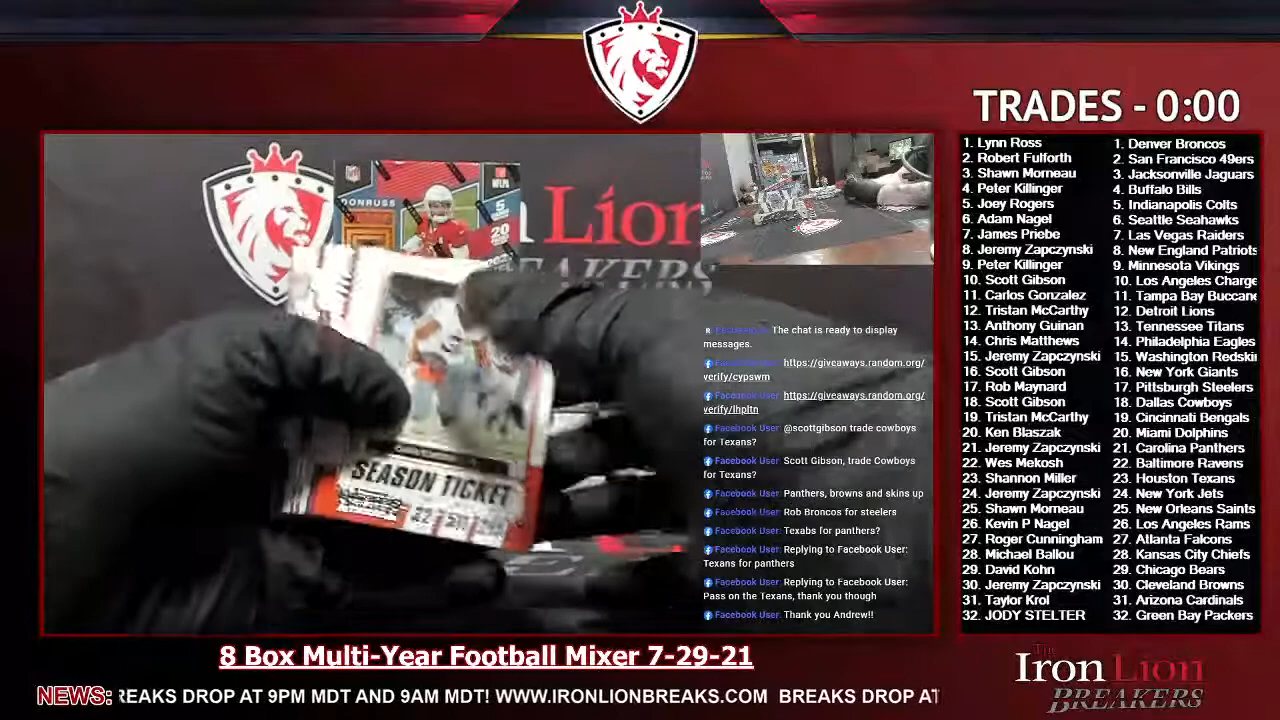 TRADES - 0:00
1. Lynn Ross
2. Robert Fulforth
3. Shawn Morneau
4. Peter Killinger
5. Joey Rogers
6. Adam Nagel
7. James Priebe
8. Jeremy Zapczynski
9. Peter Killinger
10. Scott Gibson
11. Carlos Gonzalez
12. Tristan McCarthy
13. Anthony Guinan
14. Chris Matthews
15. Jeremy Zapczynski
16. Scott Gibson
17. Rob Maynard
18. Scott Gibson
19. Tristan McCarthy
20. Ken Blaszak
21. Jeremy Zapczynski
22. Wes Mekosh
23. Shannon Miller
24. Jeremy Zapczynski
25. Shawn Morneau
26. Kevin P Nagel
27. Roger Cunningham
28. Michael Ballou
29. David Kohn
30. Jeremy Zapczynski
31. Taylor Krol
32. JODY STELTER
1. Denver Broncos
2. San Francisco 49ers
3. Jacksonville Jaguars
4. Buffalo Bills
5. Indianapolis Colts
6. Seattle Seahawks
7. Las Vegas Raiders
8. New England Patriots
9. Minnesota Vikings
10. Los Angeles Charge
11. Tampa Bay Buccane
12. Detroit Lions
13. Tennessee Titans
14. Philadelphia Eagles
15. Washington Redski
16. New York Giants
17. Pittsburgh Steelers
18. Dallas Cowboys
19. Cincinnati Bengals
20. Miami Dolphins
21. Carolina Panthers
22. Baltimore Ravens
23. Houston Texans
24. New York Jets
25. New Orleans Saints
26. Los Angeles Rams
27. Atlanta Falcons
28. Kansas City Chiefs
29. Chicago Bears
30. Cleveland Browns
31. Arizona Cardinals
32. Green Bay Packers
DONRUSS
NFL
NFLPA
5
20
Lion
BREAKERS
SEASON TICKET
The chat is ready to display
messages.
https://giveaways.random.org/
verify/cypswm
Facebook User: https://giveaways.random.org/
verify/lhpltn
Facebook User: @scottgibson trade cowboys
for Texans?
Facebook User: Scott Gibson, trade Cowboys
for Texans?
Facebook User: Panthers, browns and skins up
Facebook User: Rob Broncos for steelers
Facebook User: Texabs for panthers?
Facebook User: Replying to Facebook User:
Texans for panthers
Facebook User: Replying to Facebook User:
Pass on the Texans, thank you though
Facebook User: Thank you Andrew!!
8 Box Multi-Year Football Mixer 7-29-21
The
Iron Lion
BREAKERS
NEWS: REAKS DROP AT 9PM MDT AND 9AM MDT! WWW.IRONLIONBREAKS.COM BREAKS DROP AT